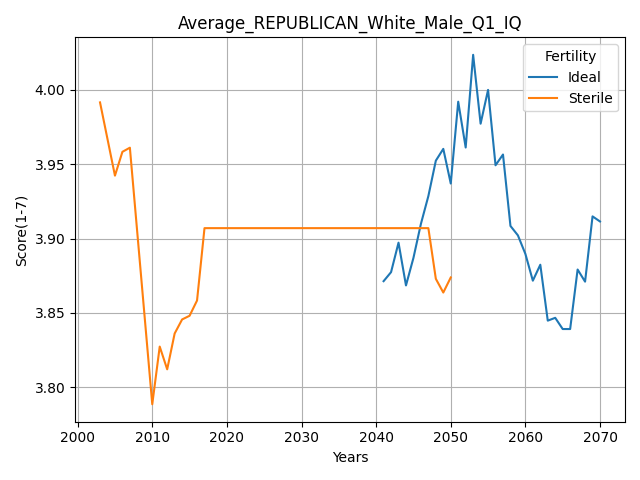 Average_REPUBLICAN_White_Male_Q1_IQ
Fertility
Ideal
Sterile
Score(1-7)
4.00
3.95
3.90
3.85
3.80
2000 2010 2020 2030 2040 2050 2060 2070
Years